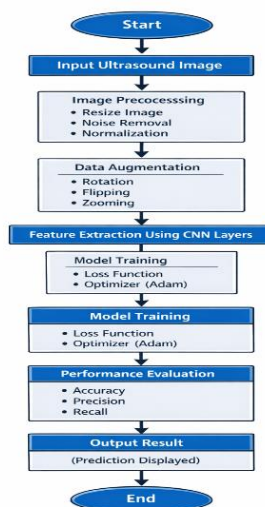 Start
Input Ultrasound Image
Image Precocesssing
• Resize Image
• Noise Removal
• Normalization
Data Augmentation
• Rotation
• Flipping
• Zooming
Feature Extraction Using CNN Layers
Model Training
• Loss Function
• Optimizer (Adam)
Model Training
• Loss Function
• Optimizer (Adam)
Performance Evaluation
• Accuracy
• Precision
• Recall
Output Result
(Prediction Displayed)
End